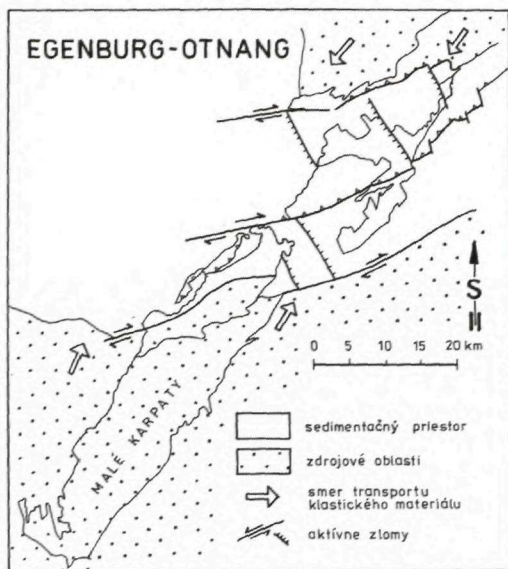 EGENBURG-OTNANG
S
0 5 10 15 20 km
MALÉ KARPATY
sedimentačný priestor
zdrojové oblasti
smer transportu
klastického materiálu
aktívne zlomy